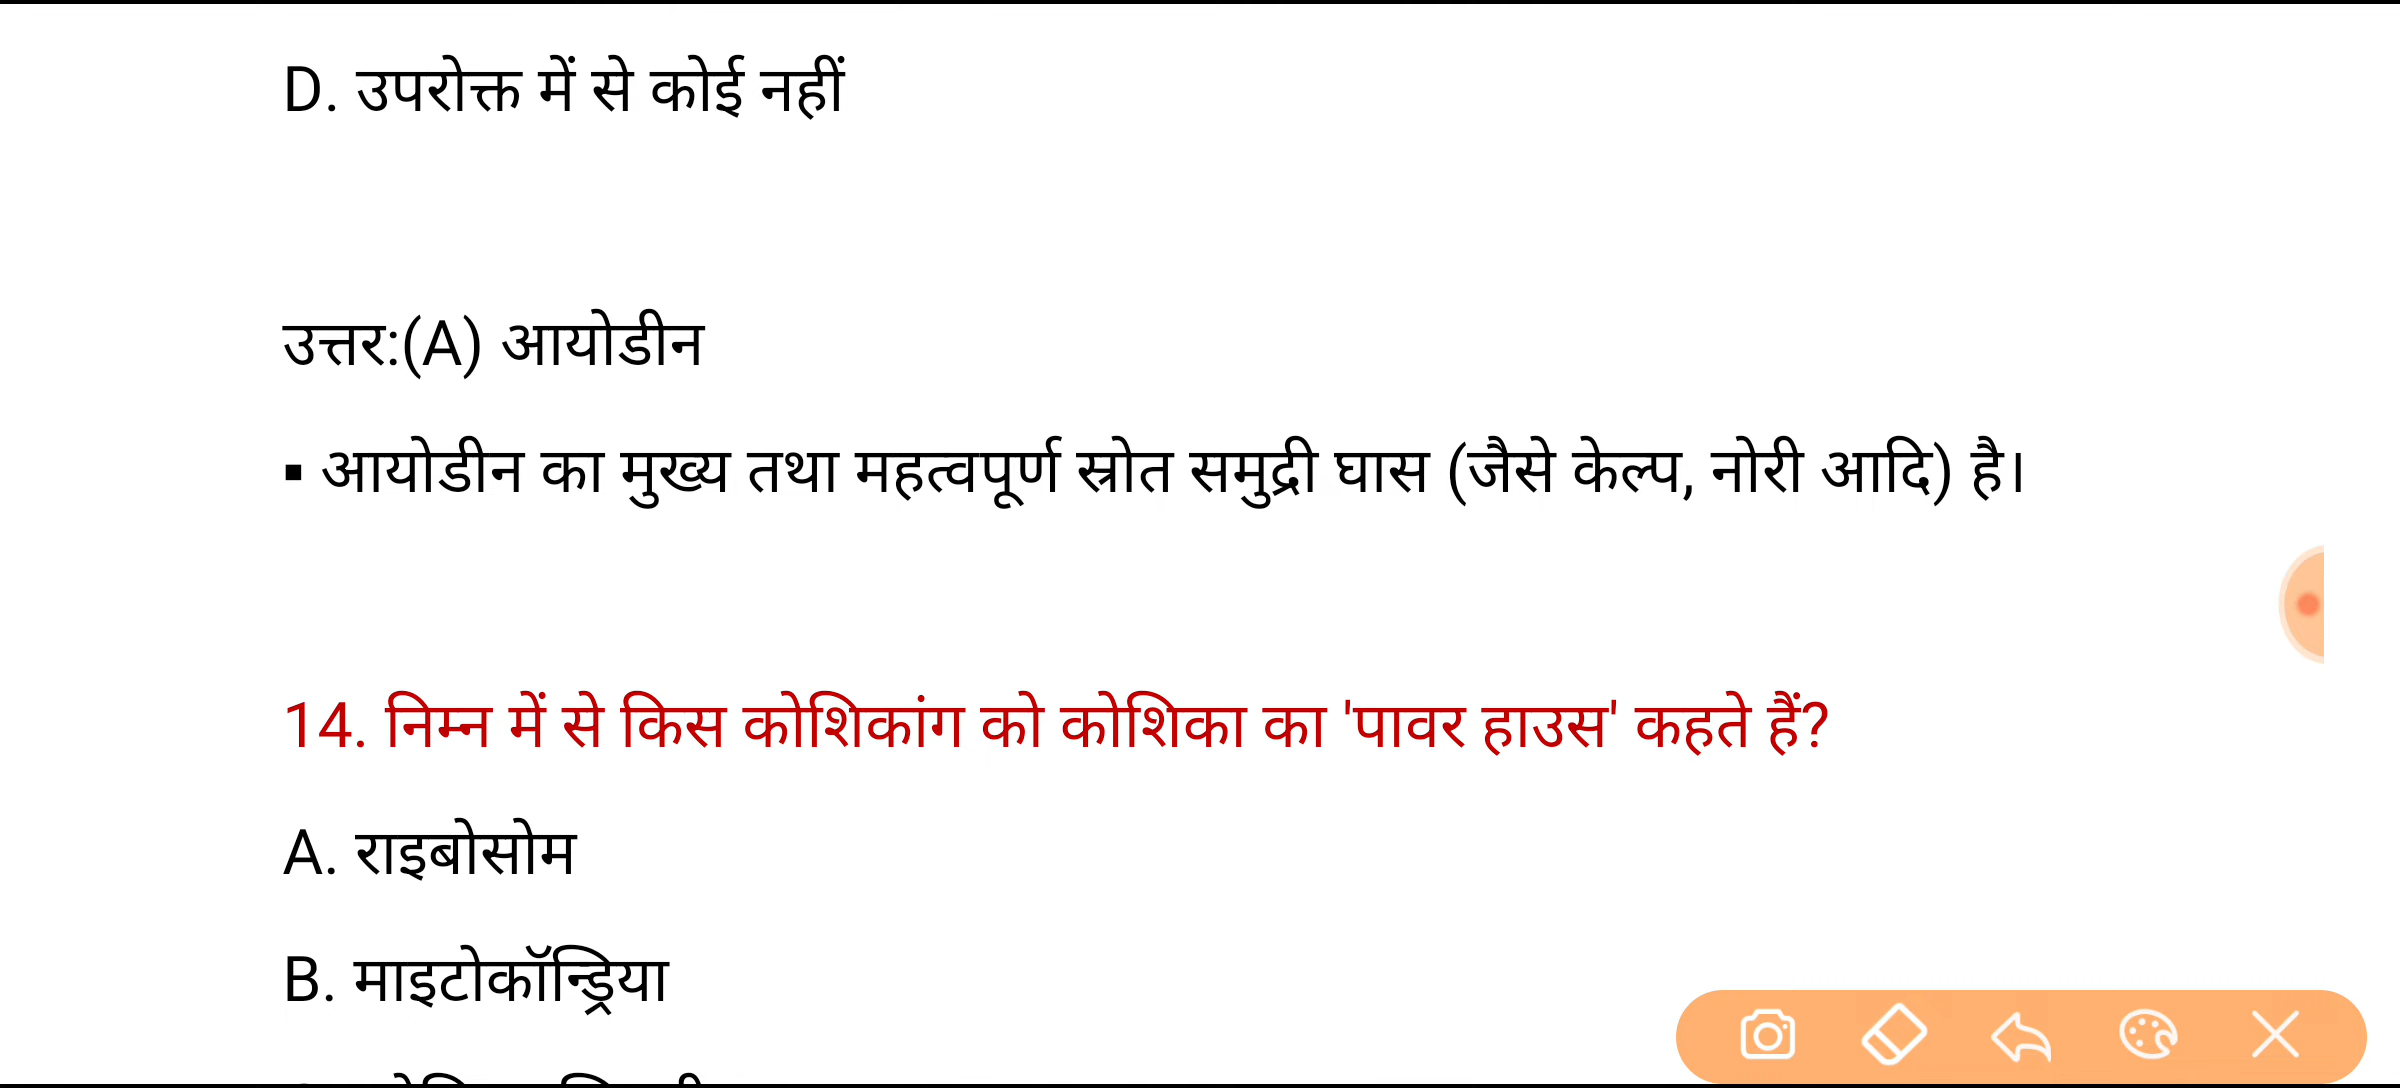 D. उपरोक्त में से कोई नहीं
उत्तर:(A) आयोडीन
▪ आयोडीन का मुख्य तथा महत्वपूर्ण स्रोत समुद्री घास (जैसे केल्प, नोरी आदि) है।
14. निम्न में से किस कोशिकांग को कोशिका का 'पावर हाउस' कहते हैं?
A. राइबोसोम
B. माइटोकॉन्ड्रिया